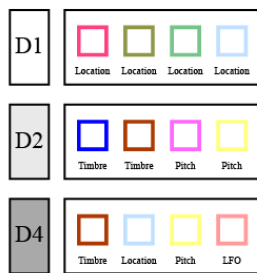 D1
Location Location Location Location
D2
Timbre Timbre Pitch Pitch
D4
Timbre Location Pitch LFO